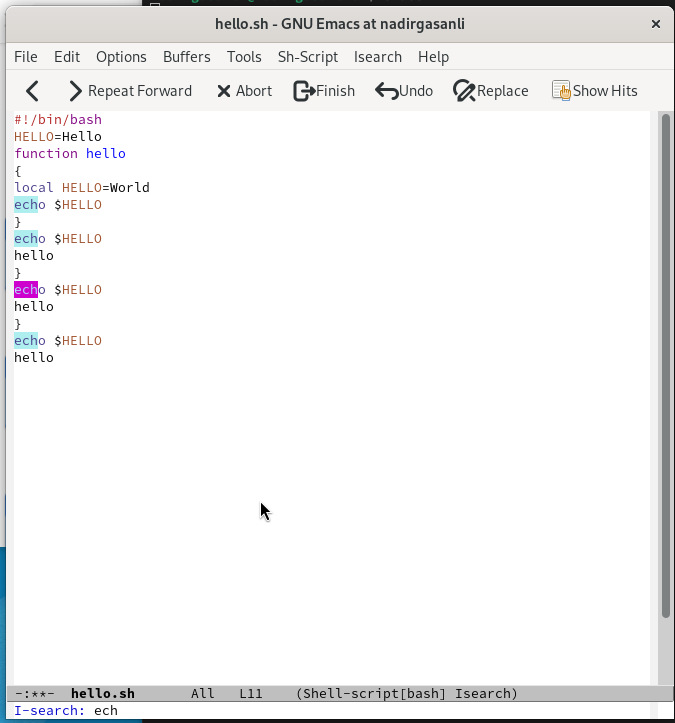 hello.sh - GNU Emacs at nadirgasanli
File Edit Options Buffers Tools Sh-Script Isearch Help
Repeat Forward Abort Finish Undo Replace Show Hits
#!/bin/bash
HELLO=Hello
function hello
{
local HELLO=World
echo $HELLO
}
echo $HELLO
hello
}
echo $HELLO
hello
}
echo $HELLO
hello
-:**- hello.sh All L11 (Shell-script[bash] Isearch)
I-search: ech